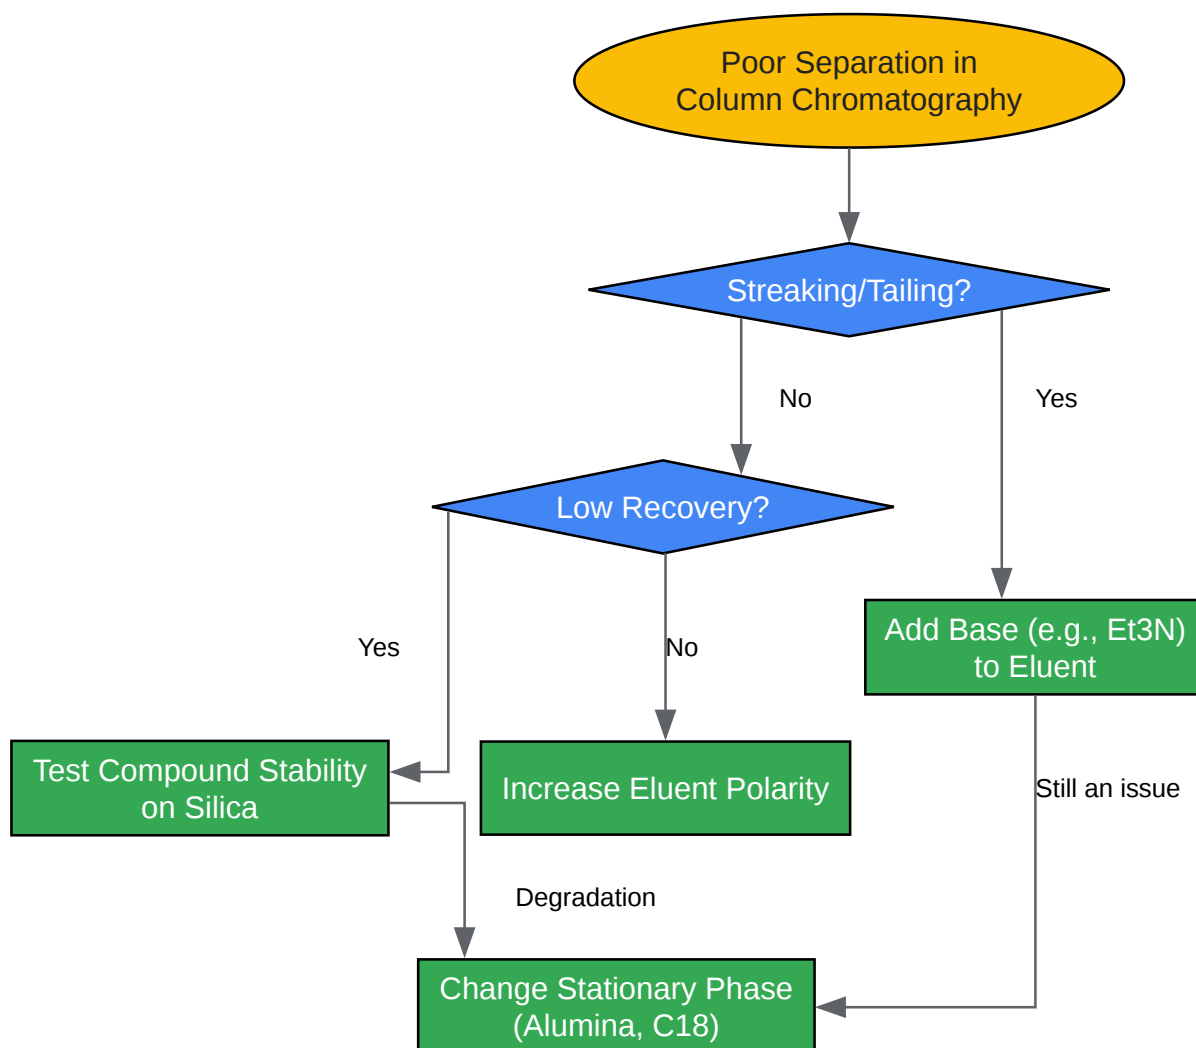 Poor Separation in
Column Chromatography
Streaking/Tailing?
No
Yes
Low Recovery?
Add Base (e.g., Et3N)
to Eluent
Yes
No
Test Compound Stability
on Silica
Increase Eluent Polarity
Still an issue
Degradation
Change Stationary Phase
(Alumina, C18)